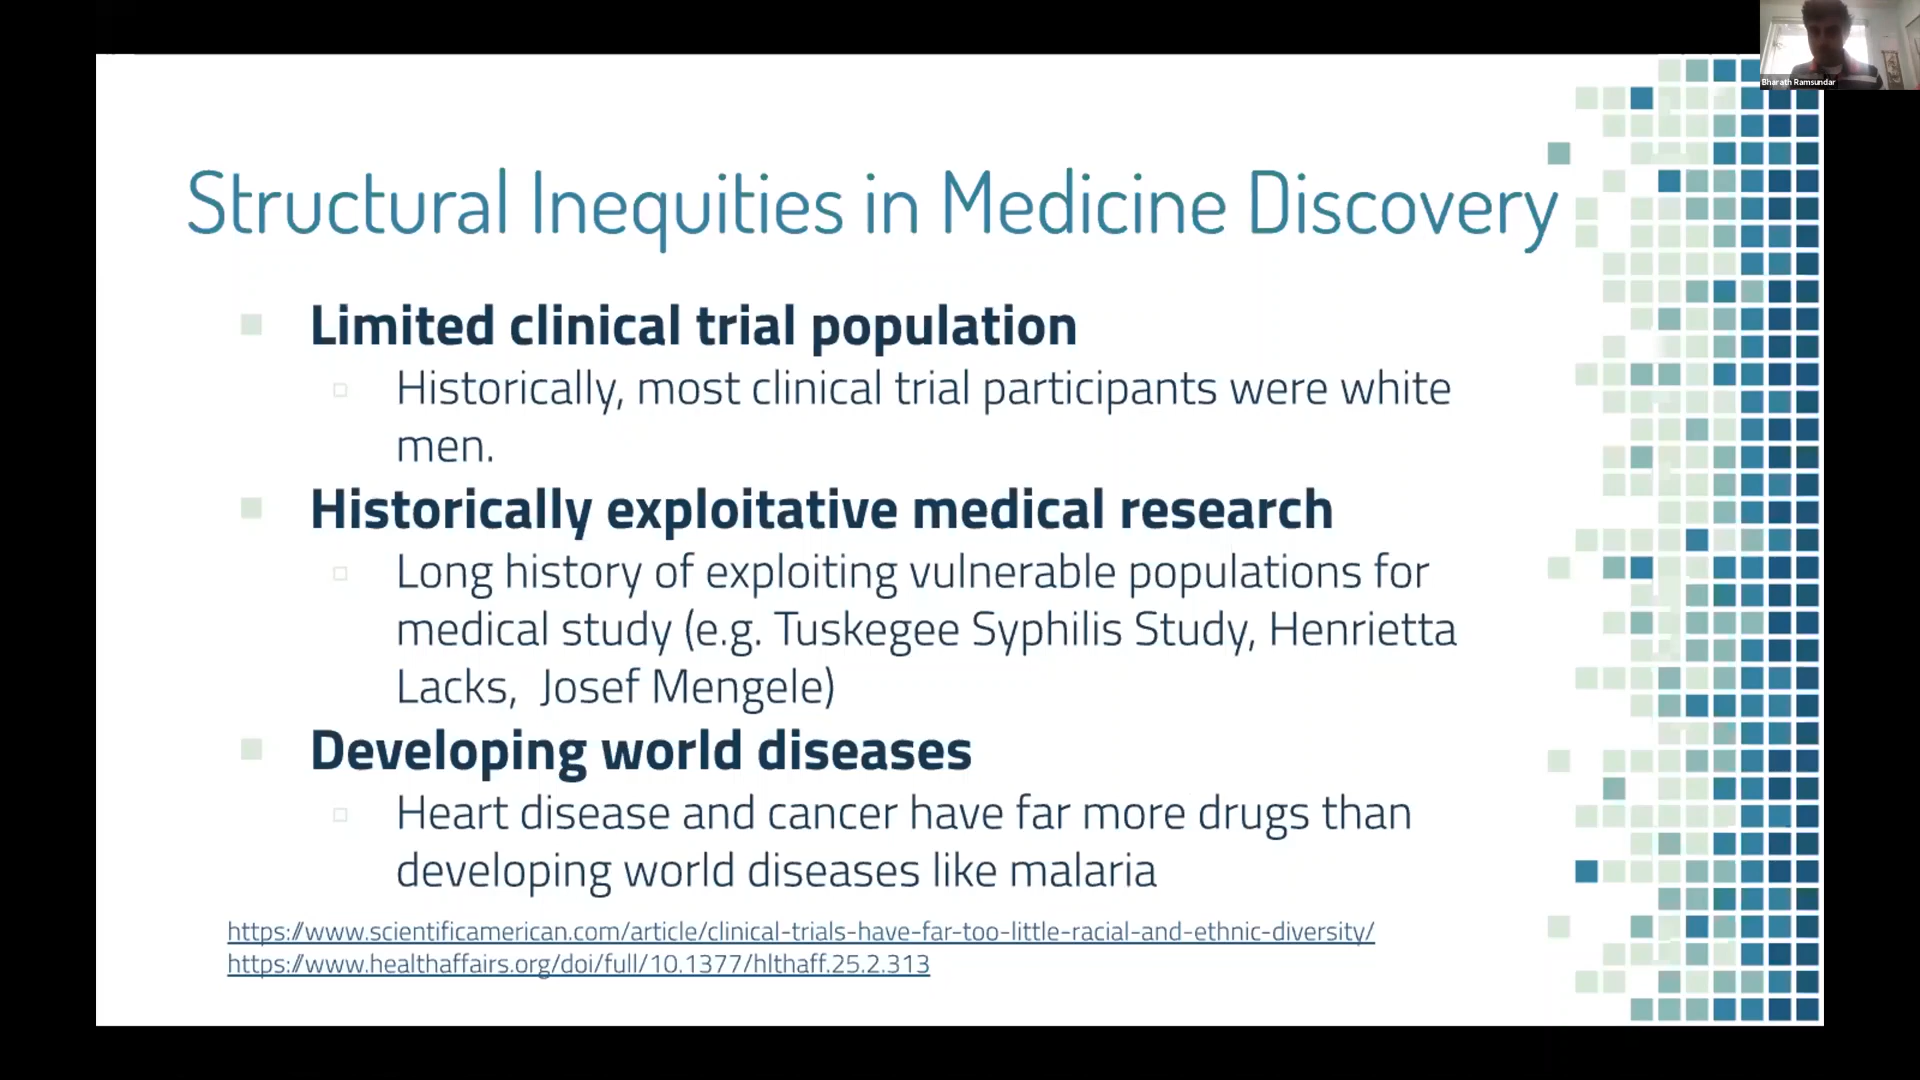 Bharath Ramsundar
Structural Inequities in Medicine Discovery
Limited clinical trial population
Historically, most clinical trial participants were white
men.
Historically exploitative medical research
Long history of exploiting vulnerable populations for
medical study (e.g. Tuskegee Syphilis Study, Henrietta
Lacks, Josef Mengele)
Developing world diseases
Heart disease and cancer have far more drugs than
developing world diseases like malaria
https://www.scientificamerican.com/article/clinical-trials-have-far-too-little-racial-and-ethnic-diversity/
https://www.healthaffairs.org/doi/full/10.1377/hlthaff.25.2.313